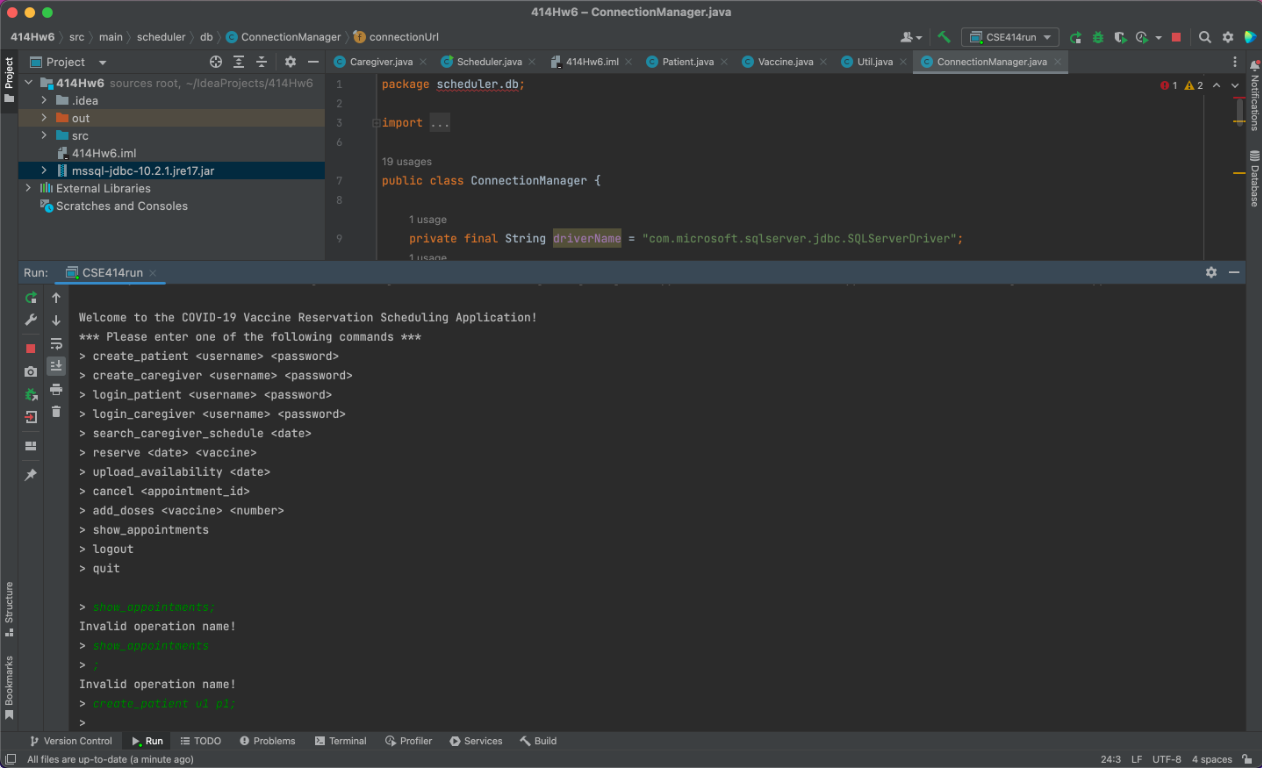 414Hw6 – ConnectionManager.java
414Hw6 src main scheduler db ConnectionManager connectionUrl CSE414run
Project
Caregiver.java Scheduler.java 414Hw6.iml Patient.java Vaccine.java Util.java ConnectionManager.java
414Hw6 sources root, ~/IdeaProjects/414Hw6
.idea
out
src
414Hw6.iml
mssql-jdbc-10.2.1.jre17.jar
External Libraries
Scratches and Consoles
1 package scheduler.db; 1 2
2
3 import ...
6
19 usages
7 public class ConnectionManager {
8
1 usage
9 private final String driverName = "com.microsoft.sqlserver.jdbc.SQLServerDriver";
1 usage
Project
Notifications
Database
Run: CSE414run
Welcome to the COVID-19 Vaccine Reservation Scheduling Application!
*** Please enter one of the following commands ***
> create_patient <username> <password>
> create_caregiver <username> <password>
> login_patient <username> <password>
> login_caregiver <username> <password>
> search_caregiver_schedule <date>
> reserve <date> <vaccine>
> upload_availability <date>
> cancel <appointment_id>
> add_doses <vaccine> <number>
> show_appointments
> logout
> quit
> show_appointments;
Invalid operation name!
> show_appointments
> ;
Invalid operation name!
> create_patient u1 p1;
>
Structure
Bookmarks
Version Control Run TODO Problems Terminal Profiler Services Build
All files are up-to-date (a minute ago) 24:3 LF UTF-8 4 spaces